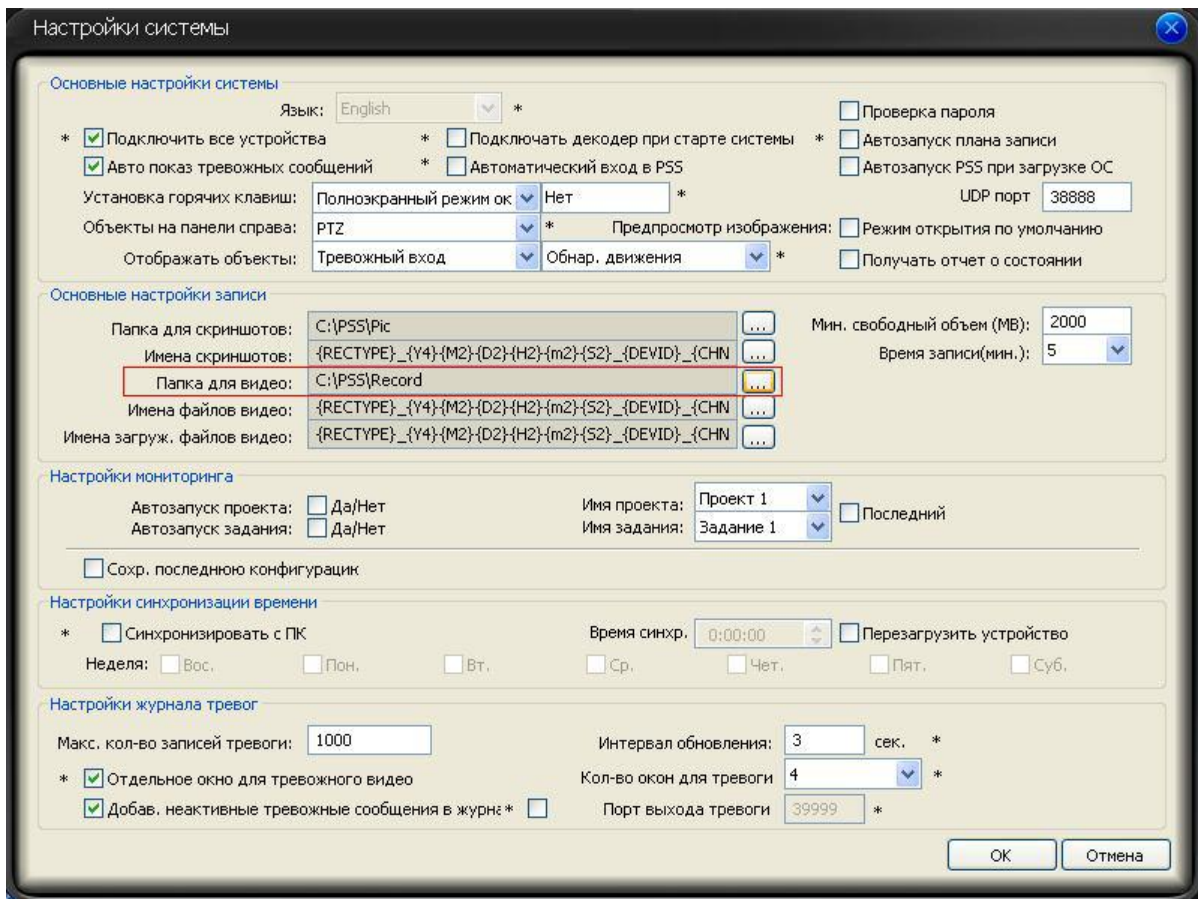 Настройки системы
Основные настройки системы
Язык: English *
Проверка пароля
* Подключить все устройства * Подключать декодер при старте системы * Автозапуск плана записи
Авто показ тревожных сообщений * Автоматический вход в PSS Автозапуск PSS при загрузке ОС
Установка горячих клавиш: Полноэкранный режим ок Нет * UDP порт 38888
Объекты на панели справа: PTZ * Предпросмотр изображения: Режим открытия по умолчанию
Отображать объекты: Тревожный вход Обнар. движения * Получать отчет о состоянии
Основные настройки записи
Папка для скриншотов: C:\PSS\Pic ... Мин. свободный объем (МВ): 2000
Имена скриншотов: {RECTYPE}_{Y4}-{M2}-{D2}-{H2}-{m2}-{S2}_{DEVID}_{CHN ... Время записи(мин.): 5
Папка для видео: C:\PSS\Record ...
Имена файлов видео: {RECTYPE}_{Y4}-{M2}-{D2}-{H2}-{m2}-{S2}_{DEVID}_{CHN ...
Имена загруж. файлов видео: {RECTYPE}_{Y4}-{M2}-{D2}-{H2}-{m2}-{S2}_{DEVID}_{CHN ...
Настройки мониторинга
Автозапуск проекта: Да/Нет Имя проекта: Проект 1
Последний
Автозапуск задания: Да/Нет Имя задания: Задание 1
Сохр. последнюю конфигурацик
Настройки синхронизации времени
* Синхронизировать с ПК Время синхр. 0:00:00 Перезагрузить устройство
Неделя: Вос. Пон. Вт. Ср. Чет. Пят. Суб.
Настройки журнала тревог
Макс. кол-во записей тревоги: 1000 Интервал обновления: 3 сек. *
* Отдельное окно для тревожного видео Кол-во окон для тревоги 4 *
Добав. неактивные тревожные сообщения в журна * Порт выхода тревоги 39999 *
OK Отмена